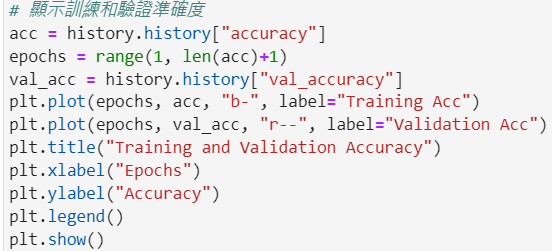 # 顯示訓練和驗證準確度
acc = history.history["accuracy"]
epochs = range(1, len(acc)+1)
val_acc = history.history["val_accuracy"]
plt.plot(epochs, acc, "b-", label="Training Acc")
plt.plot(epochs, val_acc, "r--", label="Validation Acc")
plt.title("Training and Validation Accuracy")
plt.xlabel("Epochs")
plt.ylabel("Accuracy")
plt.legend()
plt.show()